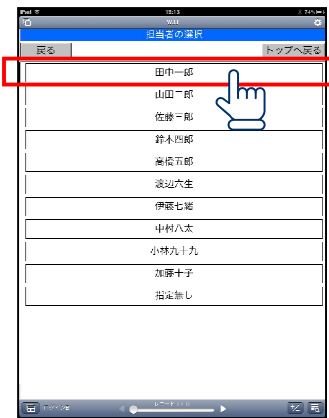 iPad
15:13
74%
担当者の選択
戻る
トップへ戻る
田中一郎
山田二郎
佐藤三郎
鈴木四郎
高橋五郎
渡辺六生
伊藤七緒
中村八太
小林九十九
加藤十子
指定無し